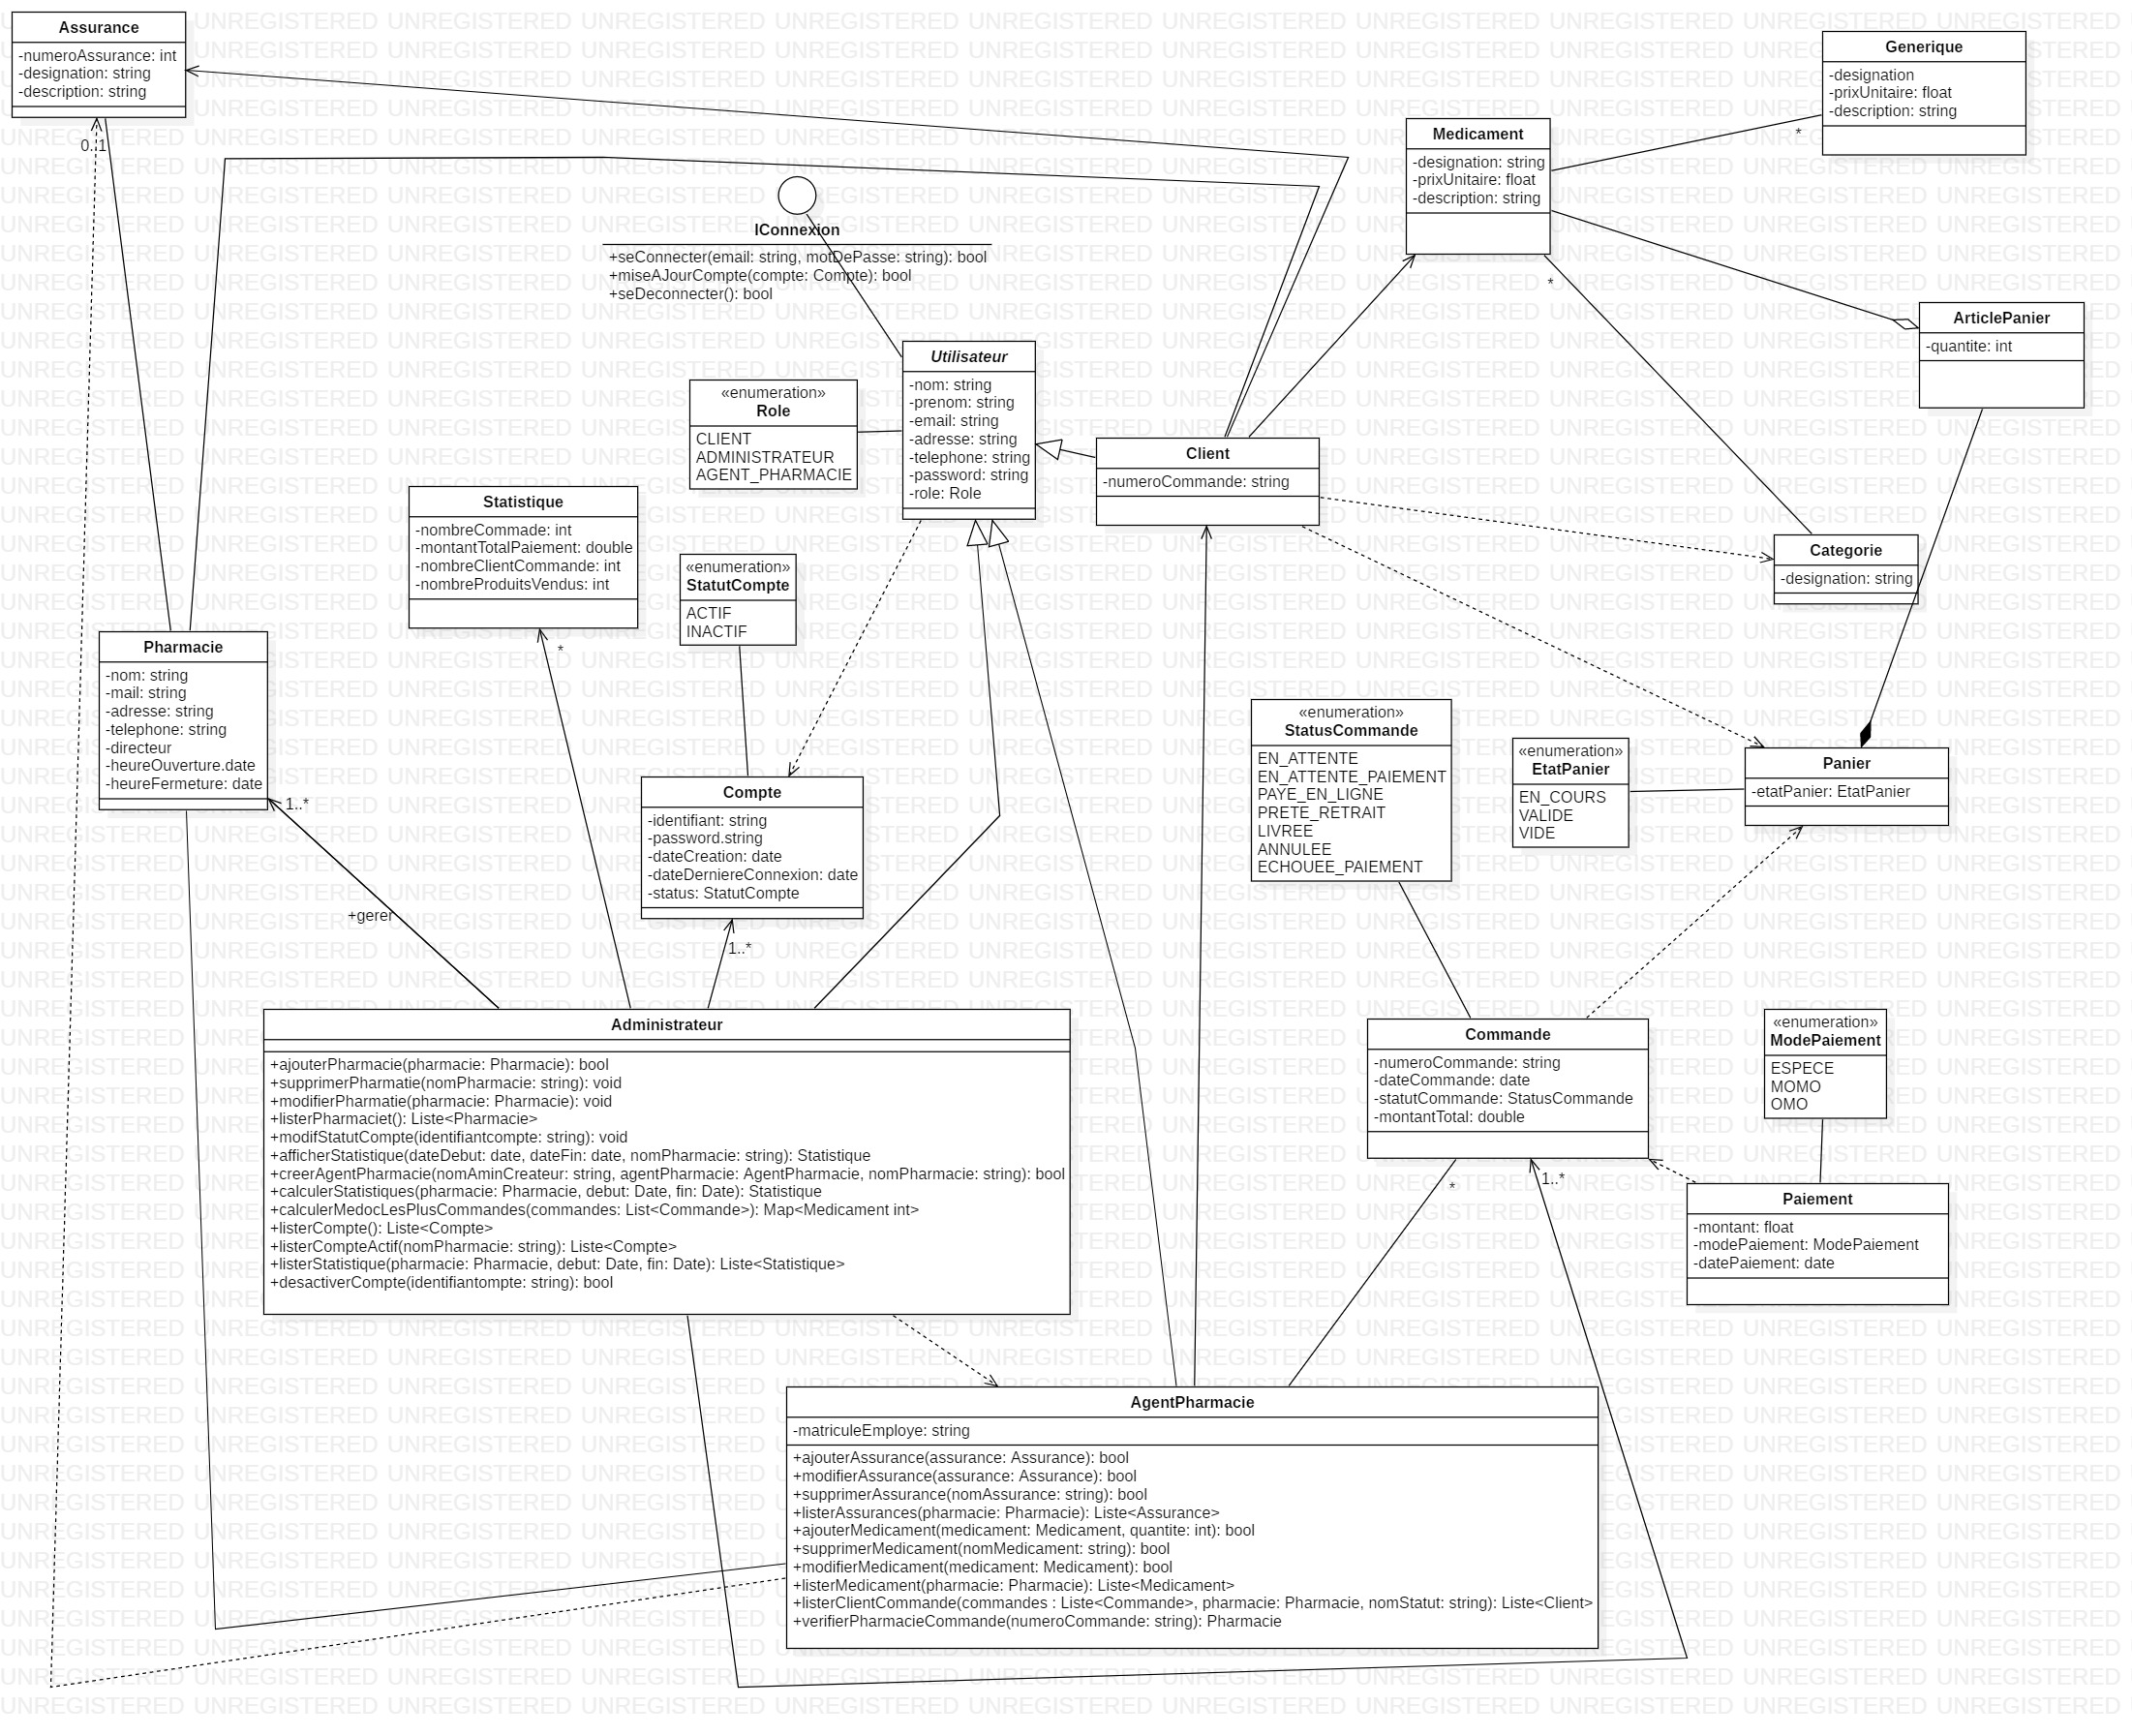 Assurance
-numeroAssurance: int
-designation: string
-description: string
0..1
Generique
-designation
-prixUnitaire: float
-description: string
*
Medicament
-designation: string
-prixUnitaire: float
-description: string
*
IConnexion
+seConnecter(email: string, motDePasse: string): bool
+miseAJourCompte(compte: Compte): bool
+seDeconnecter(): bool
ArticlePanier
-quantite: int
Utilisateur
-nom: string
-prenom: string
-email: string
-adresse: string
-telephone: string
-password: string
-role: Role
«enumeration»
Role
CLIENT
ADMINISTRATEUR
AGENT_PHARMACIE
Client
-numeroCommande: string
Statistique
-nombreCommade: int
-montantTotalPaiement: double
-nombreClientCommande: int
-nombreProduitsVendus: int
*
«enumeration»
StatutCompte
ACTIF
INACTIF
Categorie
-designation: string
Pharmacie
-nom: string
-mail: string
-adresse: string
-telephone: string
-directeur
-heureOuverture.date
-heureFermeture: date
1..*
+gerer
«enumeration»
StatusCommande
EN_ATTENTE
EN_ATTENTE_PAIEMENT
PAYE_EN_LIGNE
PRETE_RETRAIT
LIVREE
ANNULEE
ECHOUEE_PAIEMENT
«enumeration»
EtatPanier
EN_COURS
VALIDE
VIDE
Panier
-etatPanier: EtatPanier
Compte
-identifiant: string
-password.string
-dateCreation: date
-dateDerniereConnexion: date
-status: StatutCompte
1..*
Administrateur
+ajouterPharmacie(pharmacie: Pharmacie): bool
+supprimerPharmatie(nomPharmacie: string): void
+modifierPharmatie(pharmacie: Pharmacie): void
+listerPharmaciet(): Liste<Pharmacie>
+modifStatutCompte(identifiantcompte: string): void
+afficherStatistique(dateDebut: date, dateFin: date, nomPharmacie: string): Statistique
+creerAgentPharmacie(nomAminCreateur: string, agentPharmacie: AgentPharmacie, nomPharmacie: string): bool
+calculerStatistiques(pharmacie: Pharmacie, debut: Date, fin: Date): Statistique
+calculerMedocLesPlusCommandes(commandes: List<Commande>): Map<Medicament int>
+listerCompte(): Liste<Compte>
+listerCompteActif(nomPharmacie: string): Liste<Compte>
+listerStatistique(pharmacie: Pharmacie, debut: Date, fin: Date): Liste<Statistique>
+desactiverCompte(identifiantompte: string): bool
Commande
-numeroCommande: string
-dateCommande: date
-statutCommande: StatusCommande
-montantTotal: double
*
1..*
«enumeration»
ModePaiement
ESPECE
MOMO
OMO
Paiement
-montant: float
-modePaiement: ModePaiement
-datePaiement: date
AgentPharmacie
-matriculeEmploye: string
+ajouterAssurance(assurance: Assurance): bool
+modifierAssurance(assurance: Assurance): bool
+supprimerAssurance(nomAssurance: string): bool
+listerAssurances(pharmacie: Pharmacie): Liste<Assurance>
+ajouterMedicament(medicament: Medicament, quantite: int): bool
+supprimerMedicament(nomMedicament: string): bool
+modifierMedicament(medicament: Medicament): bool
+listerMedicament(pharmacie: Pharmacie): Liste<Medicament>
+listerClientCommande(commandes : Liste<Commande>, pharmacie: Pharmacie, nomStatut: string): Liste<Client>
+verifierPharmacieCommande(numeroCommande: string): Pharmacie
UNREGISTERED